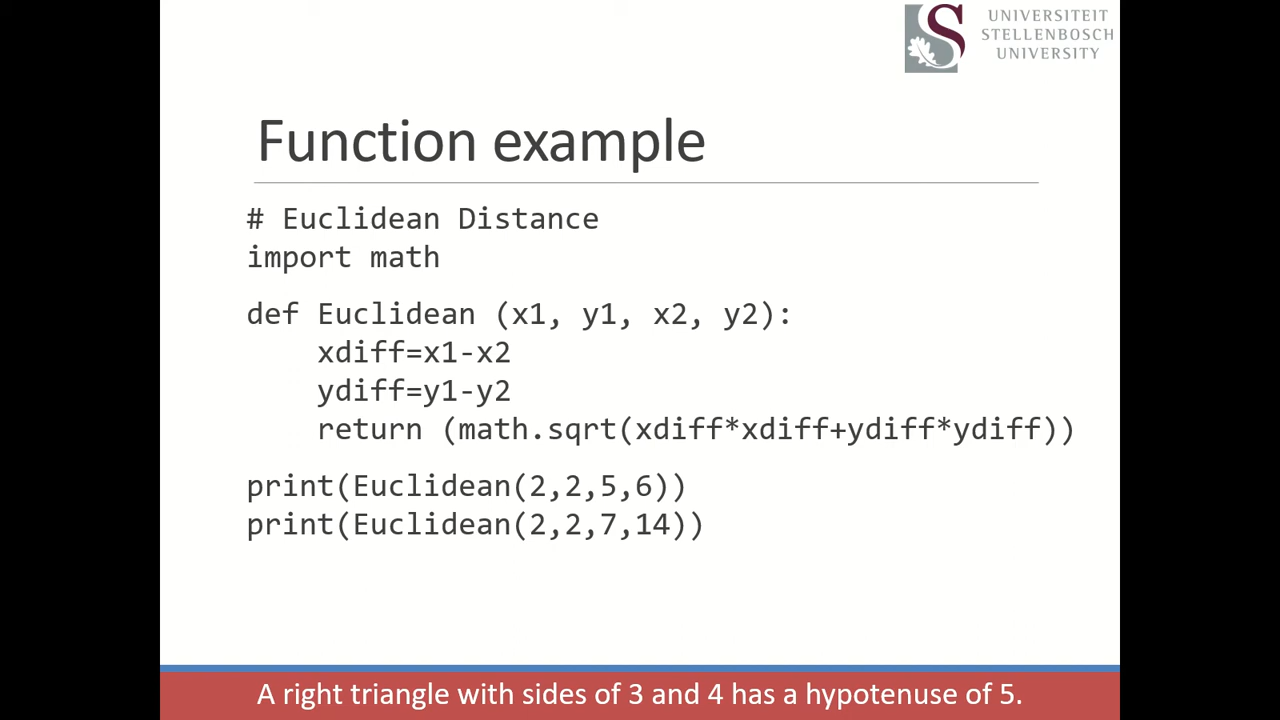 UNIVERSITEIT
STELLENBOSCH
UNIVERSITY
Function example
# Euclidean Distance
import math
def Euclidean (x1, y1, x2, y2):
    xdiff=x1-x2
    ydiff=y1-y2
    return (math.sqrt(xdiff*xdiff+ydiff*ydiff))
print(Euclidean(2,2,5,6))
print(Euclidean(2,2,7,14))
A right triangle with sides of 3 and 4 has a hypotenuse of 5.